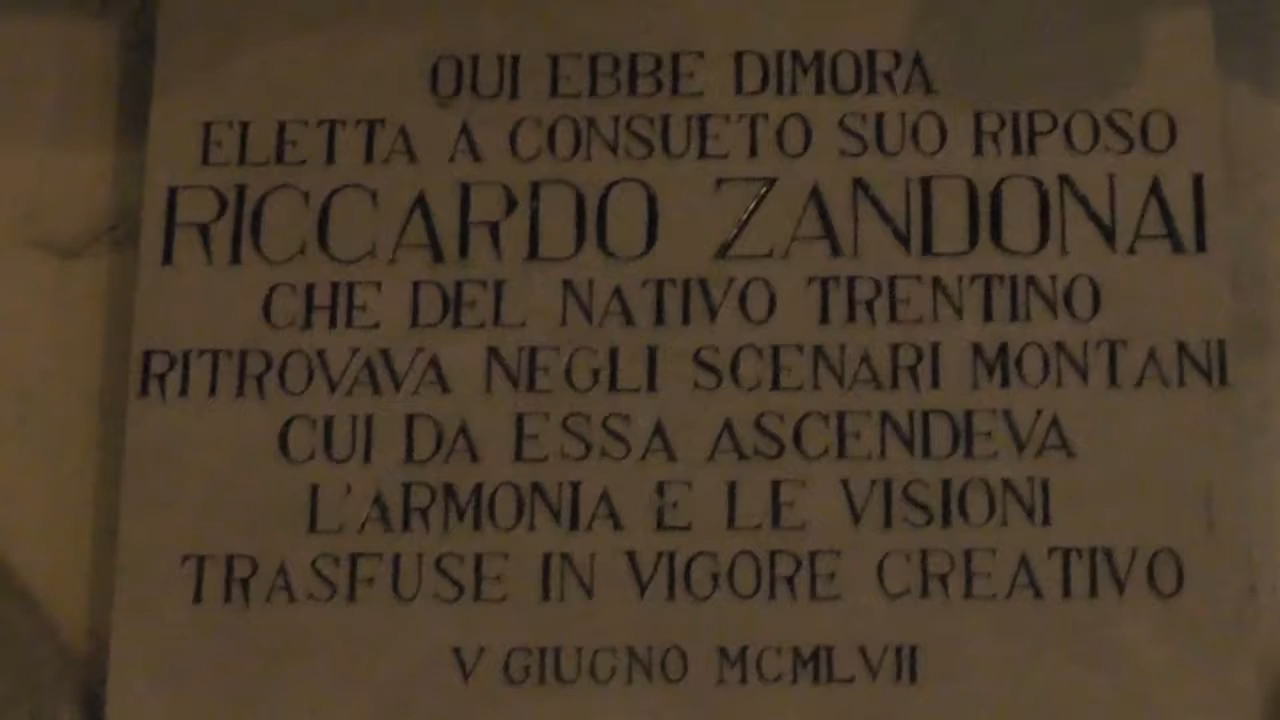 QUI EBBE DIMORA
ELETTA A CONSUETO SUO RIPOSO
RICCARDO ZANDONAI
CHE DEL NATIVO TRENTINO
RITROVAVA NEGLI SCENARI MONTANI
CUI DA ESSA ASCENDEVA
L'ARMONIA E LE VISIONI
TRASFUSE IN VIGORE CREATIVO
V GIUGNO MCMLVII